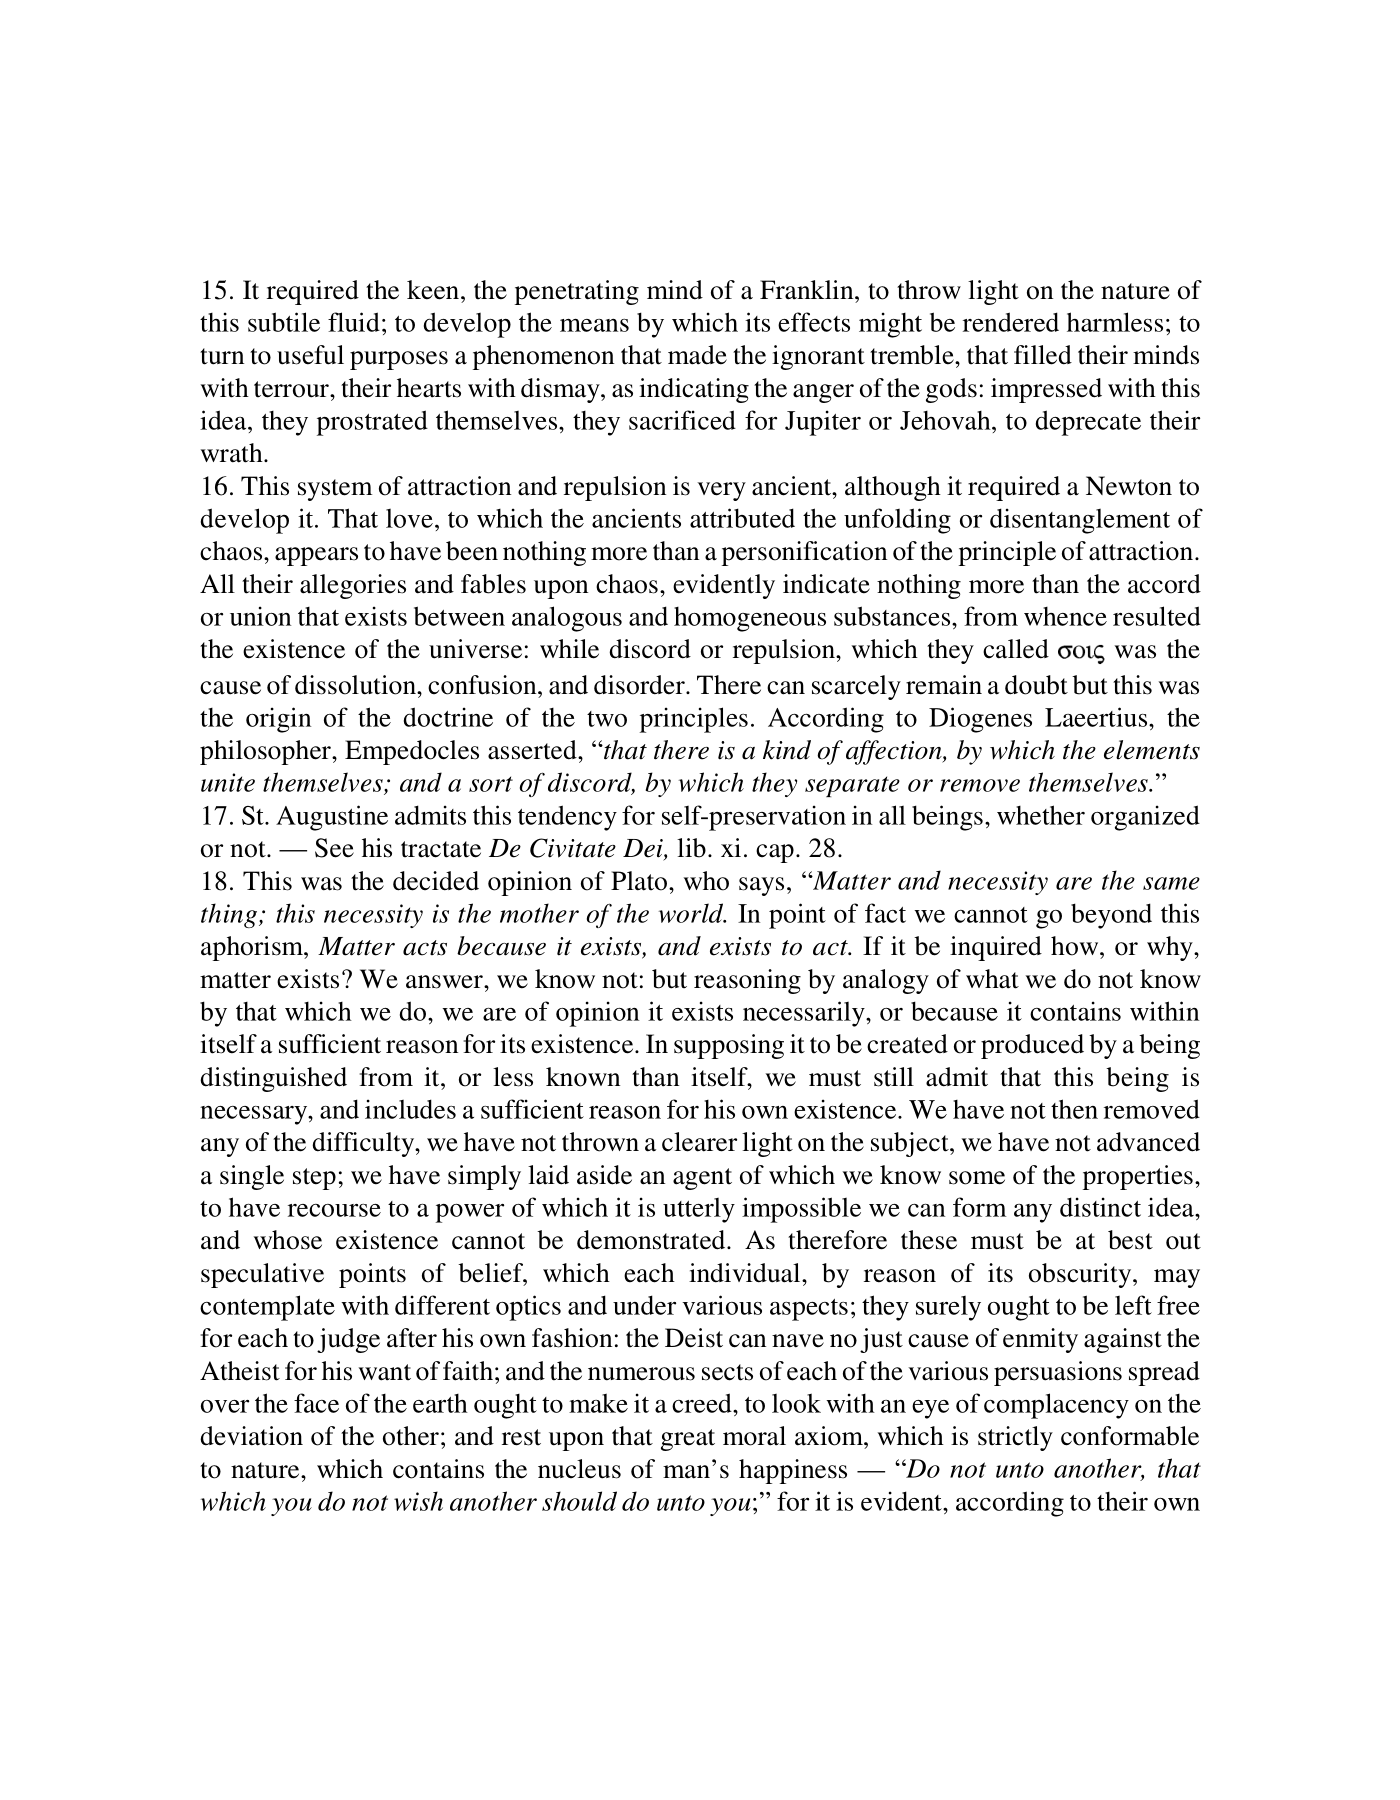 15. It required the keen, the penetrating mind of a Franklin, to throw light on the nature of
this subtile fluid; to develop the means by which its effects might be rendered harmless; to
turn to useful purposes a phenomenon that made the ignorant tremble, that filled their minds
with terrour, their hearts with dismay, as indicating the anger of the gods: impressed with this
idea, they prostrated themselves, they sacrificed for Jupiter or Jehovah, to deprecate their
wrath.
16. This system of attraction and repulsion is very ancient, although it required a Newton to
develop it. That love, to which the ancients attributed the unfolding or disentanglement of
chaos, appears to have been nothing more than a personification of the principle of attraction.
All their allegories and fables upon chaos, evidently indicate nothing more than the accord
or union that exists between analogous and homogeneous substances, from whence resulted
the existence of the universe: while discord or repulsion, which they called σοις was the
cause of dissolution, confusion, and disorder. There can scarcely remain a doubt but this was
the origin of the doctrine of the two principles. According to Diogenes Laeertius, the
philosopher, Empedocles asserted, “that there is a kind of affection, by which the elements
unite themselves; and a sort of discord, by which they separate or remove themselves.”
17. St. Augustine admits this tendency for self-preservation in all beings, whether organized
or not. — See his tractate De Civitate Dei, lib. xi. cap. 28.
18. This was the decided opinion of Plato, who says, “Matter and necessity are the same
thing; this necessity is the mother of the world. In point of fact we cannot go beyond this
aphorism, Matter acts because it exists, and exists to act. If it be inquired how, or why,
matter exists? We answer, we know not: but reasoning by analogy of what we do not know
by that which we do, we are of opinion it exists necessarily, or because it contains within
itself a sufficient reason for its existence. In supposing it to be created or produced by a being
distinguished from it, or less known than itself, we must still admit that this being is
necessary, and includes a sufficient reason for his own existence. We have not then removed
any of the difficulty, we have not thrown a clearer light on the subject, we have not advanced
a single step; we have simply laid aside an agent of which we know some of the properties,
to have recourse to a power of which it is utterly impossible we can form any distinct idea,
and whose existence cannot be demonstrated. As therefore these must be at best out
speculative points of belief, which each individual, by reason of its obscurity, may
contemplate with different optics and under various aspects; they surely ought to be left free
for each to judge after his own fashion: the Deist can nave no just cause of enmity against the
Atheist for his want of faith; and the numerous sects of each of the various persuasions spread
over the face of the earth ought to make it a creed, to look with an eye of complacency on the
deviation of the other; and rest upon that great moral axiom, which is strictly conformable
to nature, which contains the nucleus of man’s happiness — “Do not unto another, that
which you do not wish another should do unto you;” for it is evident, according to their own